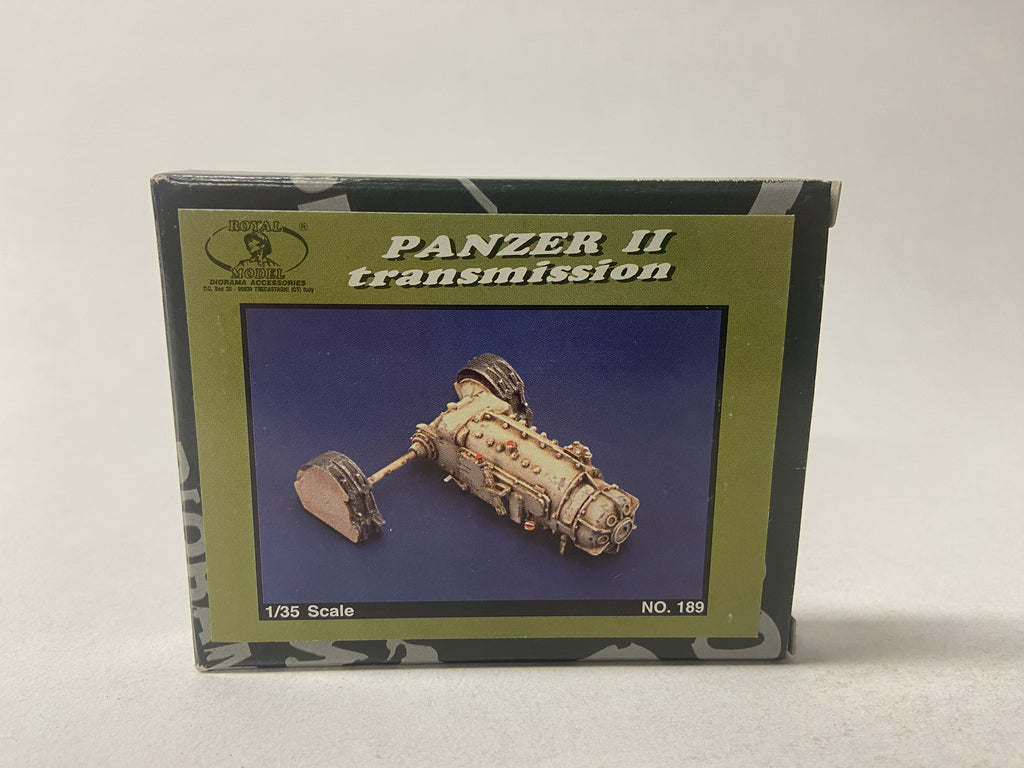 ROYAL ®
MODEL
DIORAMA ACCESSORIES
PANZER II
transmission
1/35 Scale
NO. 189